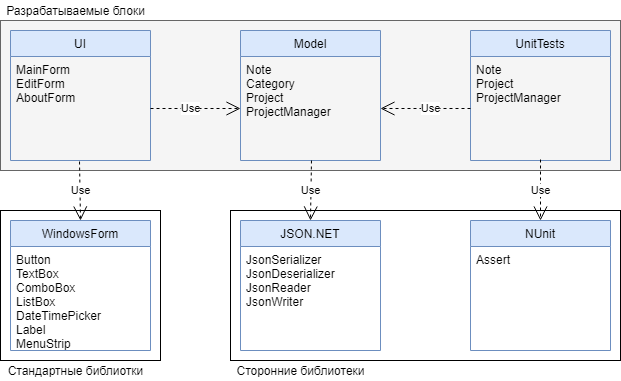 Разрабатываемые блоки
UI
MainForm
EditForm
AboutForm
Use
Model
Note
Category
Project
ProjectManager
Use
UnitTests
Note
Project
ProjectManager
Use
Use
Use
WindowsForm
Button
TextBox
ComboBox
ListBox
DateTimePicker
Label
MenuStrip
JSON.NET
JsonSerializer
JsonDeserializer
JsonReader
JsonWriter
NUnit
Assert
Стандартные библиотки
Сторонние библиотеки